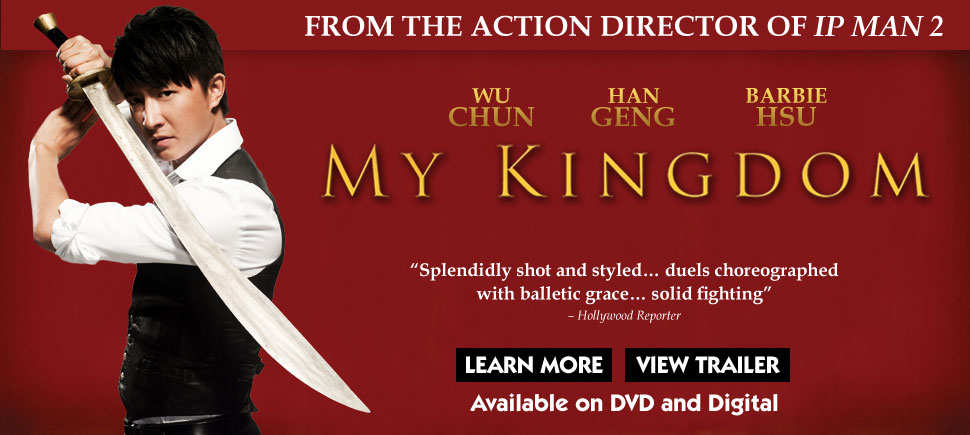 FROM THE ACTION DIRECTOR OF IP MAN 2
WU HAN BARBIE
CHUN GENG HSU
MY KINGDOM
“Splendidly shot and styled... duels choreographed
with balletic grace... solid fighting”
– Hollywood Reporter
LEARN MORE VIEW TRAILER
Available on DVD and Digital